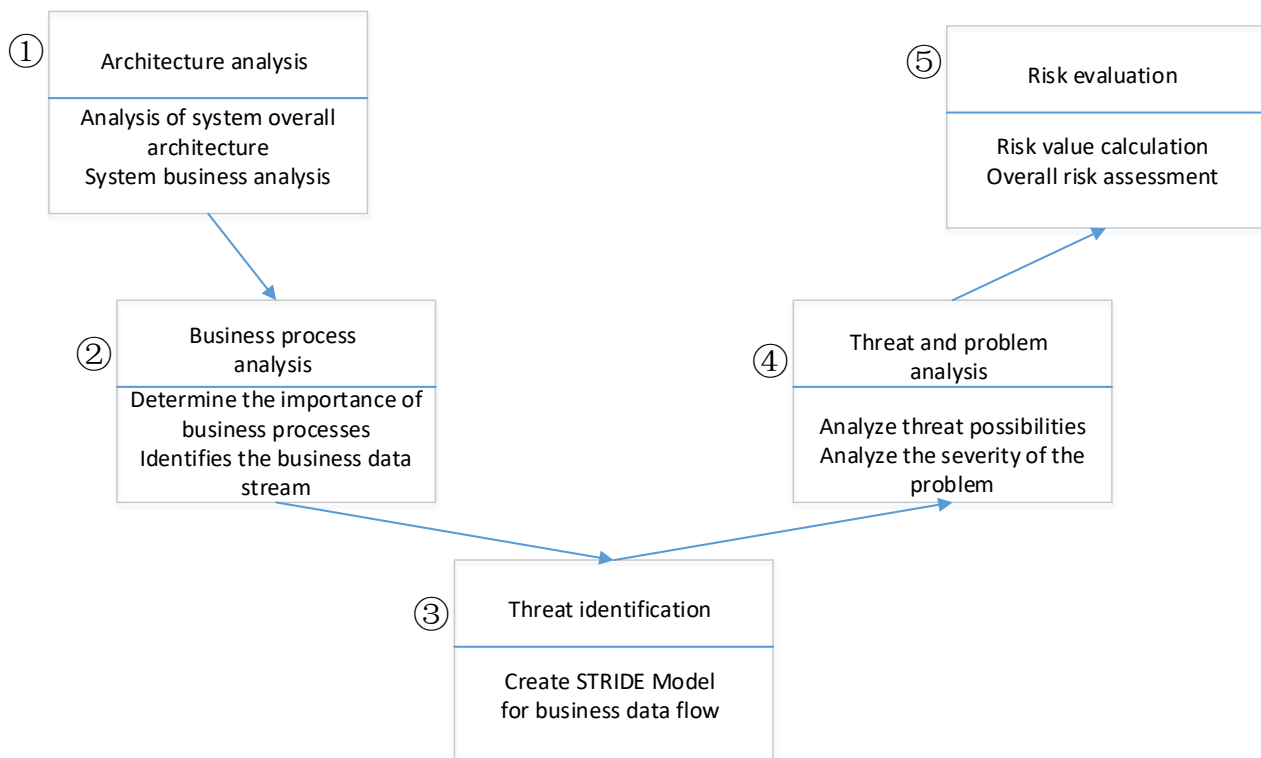 ①
Architecture analysis
Analysis of system overall
architecture
System business analysis
②
Business process
analysis
Determine the importance of
business processes
Identifies the business data
stream
③
Threat identification
Create STRIDE Model
for business data flow
④
Threat and problem
analysis
Analyze threat possibilities
Analyze the severity of the
problem
⑤
Risk evaluation
Risk value calculation
Overall risk assessment